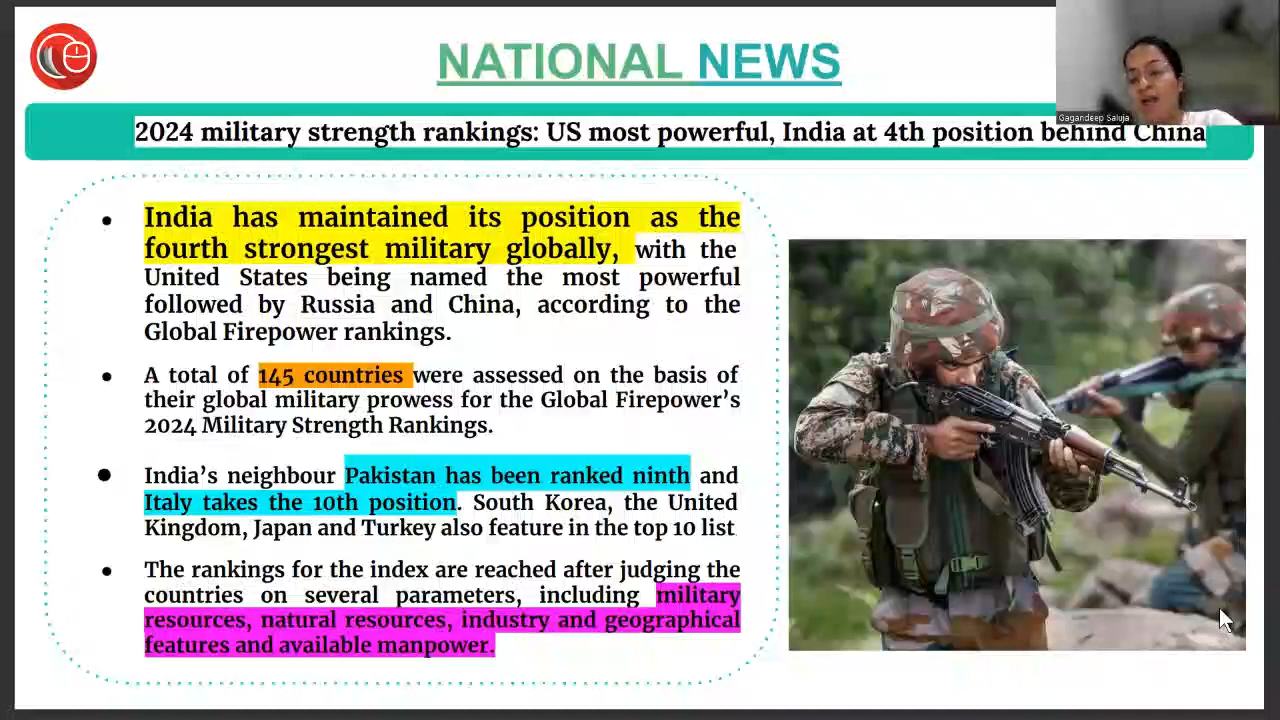 NATIONAL NEWS
Gagandeep Saluja
2024 military strength rankings: US most powerful, India at 4th position behind China
India has maintained its position as the
fourth strongest military globally, with the
United States being named the most powerful
followed by Russia and China, according to the
Global Firepower rankings.
A total of 145 countries were assessed on the basis of
their global military prowess for the Global Firepower's
2024 Military Strength Rankings.
India's neighbour Pakistan has been ranked ninth and
Italy takes the 10th position. South Korea, the United
Kingdom, Japan and Turkey also feature in the top 10 list
The rankings for the index are reached after judging the
countries on several parameters, including military
resources, natural resources, industry and geographical
features and available manpower.